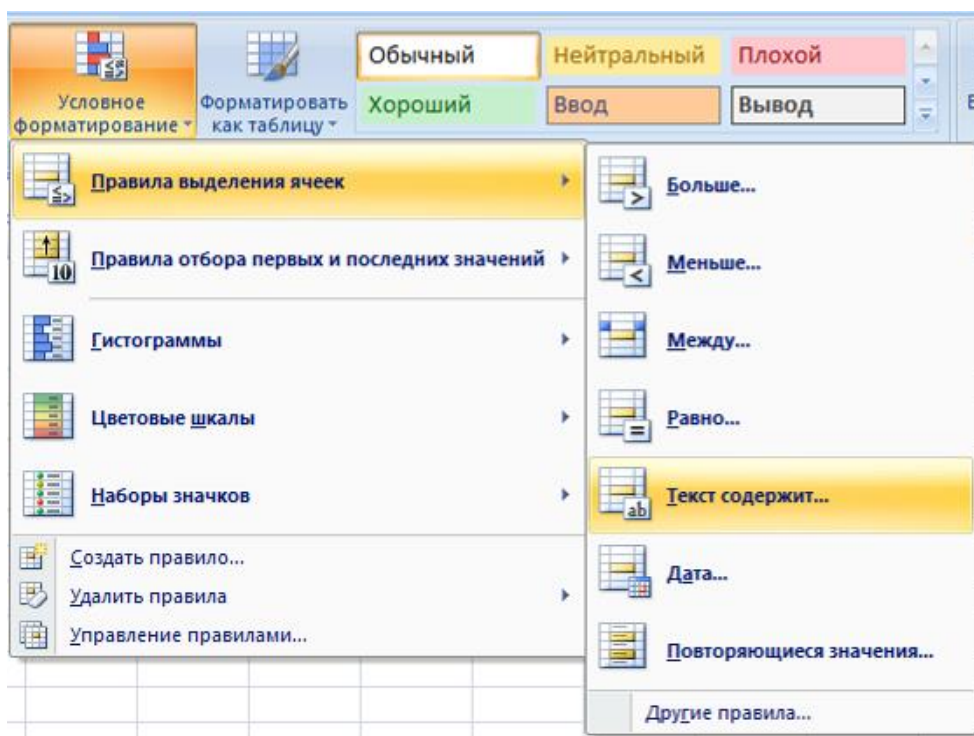 Условное форматирование
Форматировать как таблицу
Обычный
Нейтральный
Плохой
Хороший
Ввод
Вывод
Правила выделения ячеек
Правила отбора первых и последних значений
10
Гистограммы
Цветовые шкалы
Наборы значков
Создать правило...
Удалить правила
Управление правилами...
Больше...
Меньше...
Между...
Равно...
ab
Текст содержит...
Дата...
Повторяющиеся значения...
Другие правила...